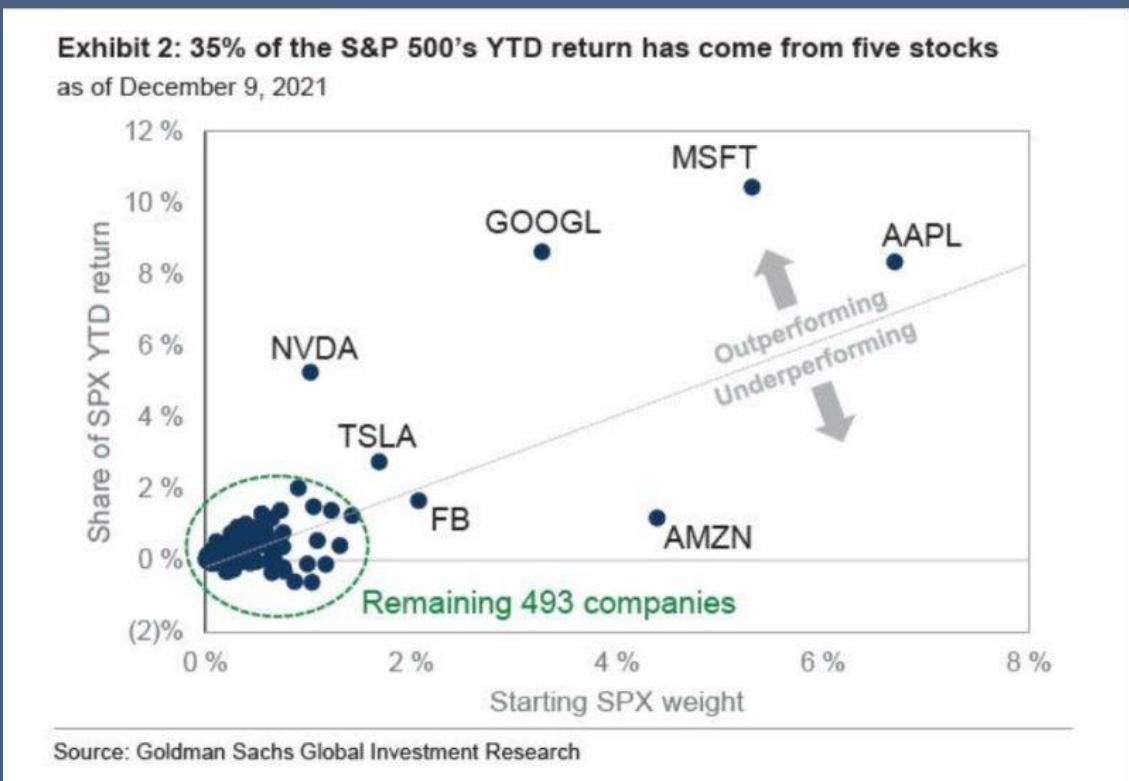 Exhibit 2: 35% of the S&P 500's YTD return has come from five stocks
as of December 9, 2021
Share of SPX YTD return
12 %
10 %
8 %
6 %
4 %
2 %
0 %
(2)%
MSFT
GOOGL
AAPL
NVDA
Outperforming
Underperforming
TSLA
FB
AMZN
Remaining 493 companies
0 %
2 %
4 %
6 %
8 %
Starting SPX weight
Source: Goldman Sachs Global Investment Research